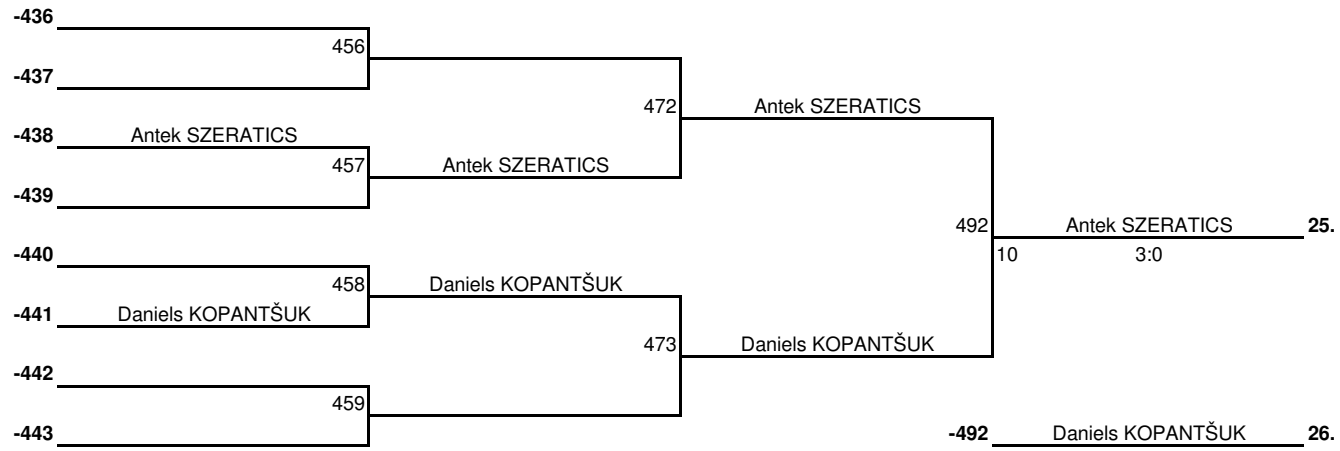 -436
456
-437
472 Antek SZERATICS
-438 Antek SZERATICS
457 Antek SZERATICS
-439
492 Antek SZERATICS 25.
10 3:0
-440
458 Daniels KOPANTŠUK
-441 Daniels KOPANTŠUK
473 Daniels KOPANTŠUK
-442
459
-443
-492 Daniels KOPANTŠUK 26.